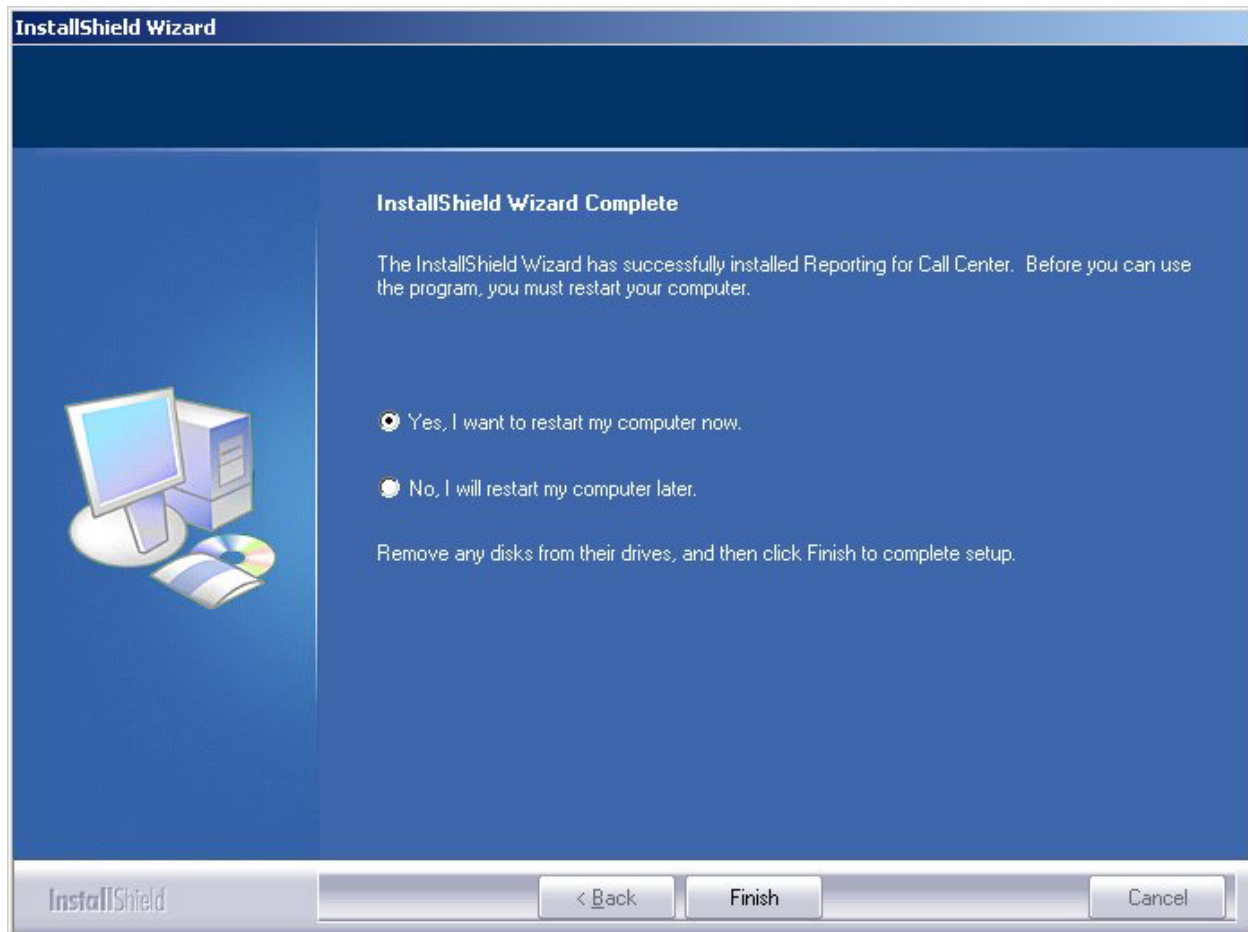 InstallShield Wizard
InstallShield Wizard Complete
The InstallShield Wizard has successfully installed Reporting for Call Center.  Before you can use
the program, you must restart your computer.
Yes, I want to restart my computer now.
No, I will restart my computer later.
Remove any disks from their drives, and then click Finish to complete setup.
InstallShield
< Back
Finish
Cancel